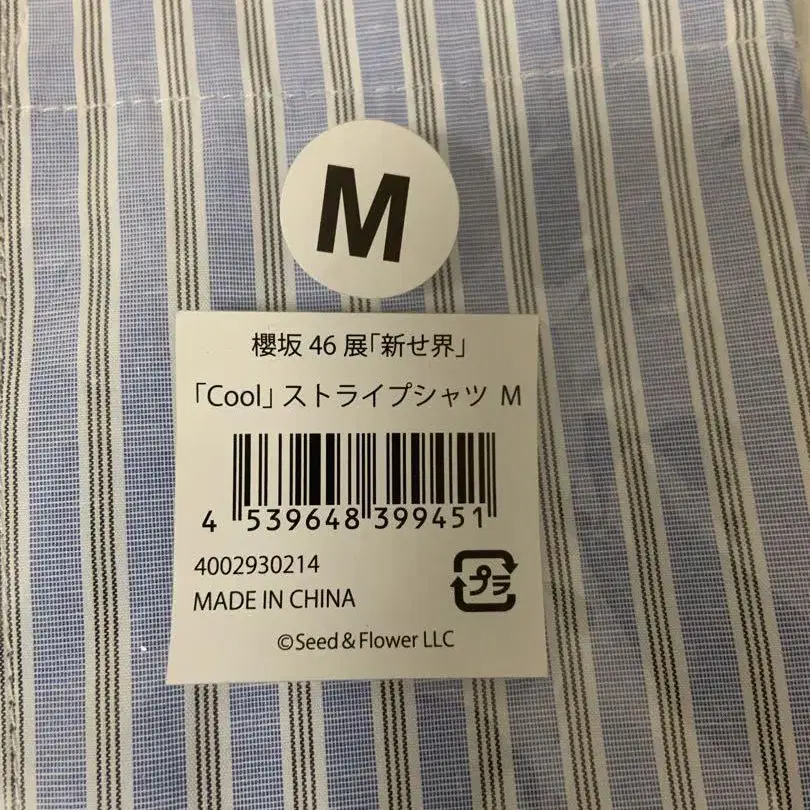 M
櫻坂46展「新せ界」
「Cool」ストライプシャツ M
4 539648 399451
4002930214
MADE IN CHINA
プラ
©Seed & Flower LLC